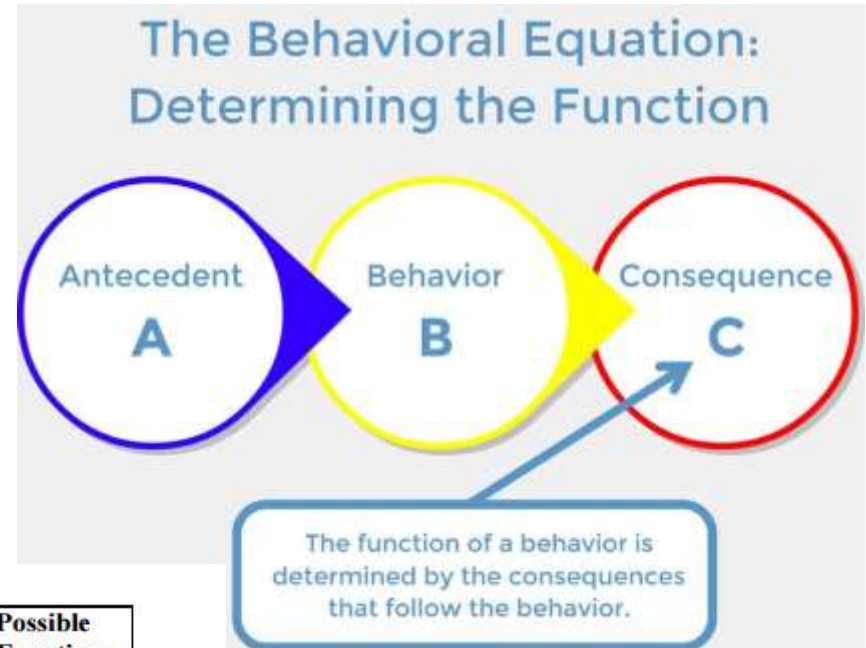 The Behavioral Equation:
Determining the Function
Antecedent
A
Behavior
B
Consequence
C
The function of a behavior is
determined by the consequences
that follow the behavior.
Possible